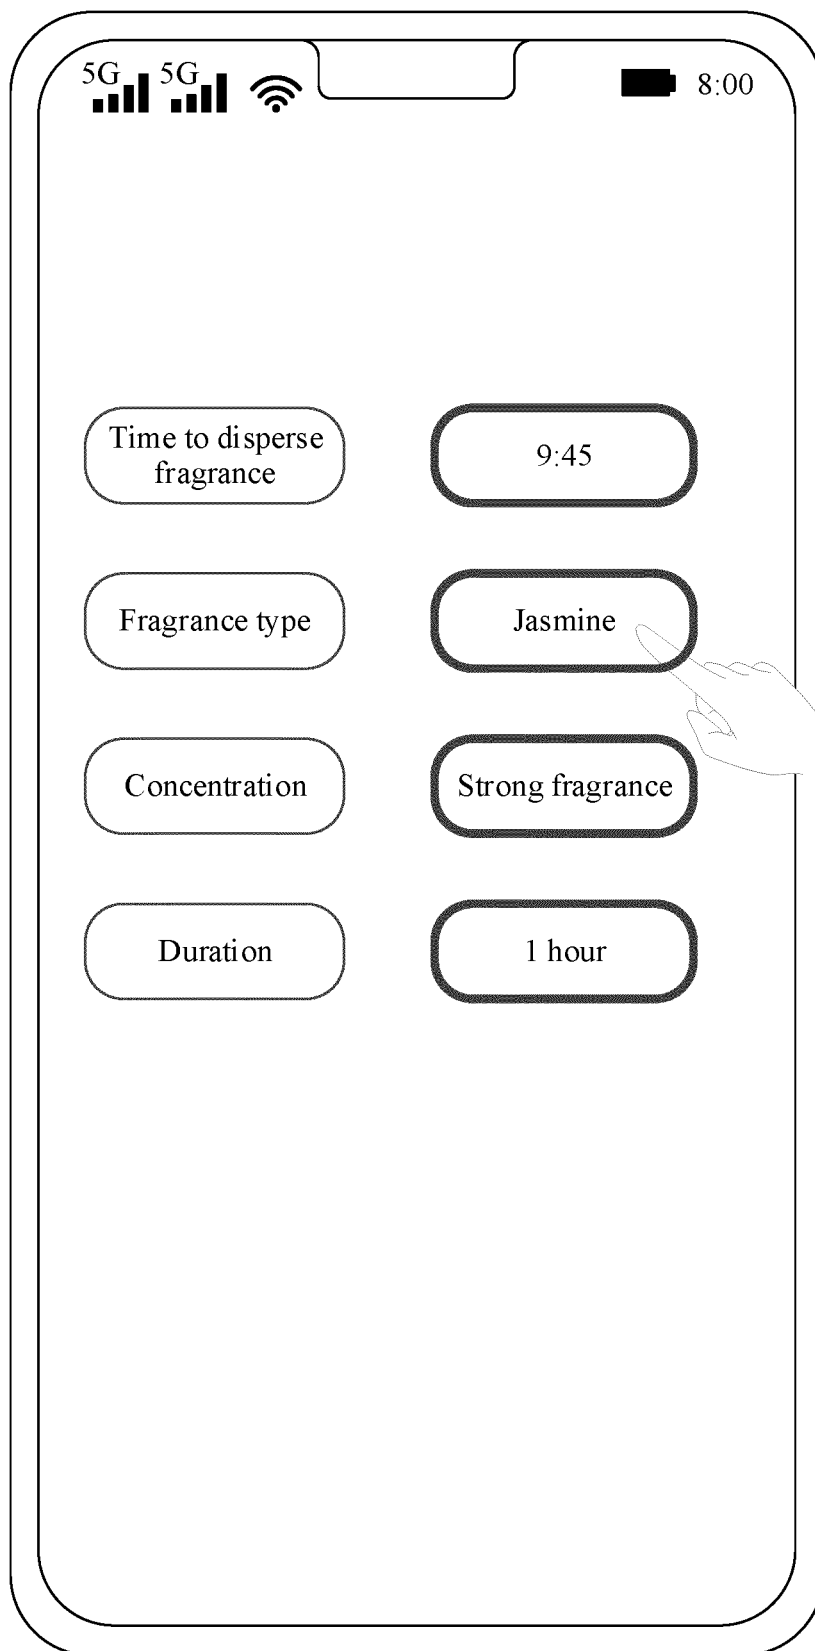 5G 5G 8:00
Time to disperse
fragrance
9:45
Fragrance type
Jasmine
Concentration
Strong fragrance
Duration
1 hour